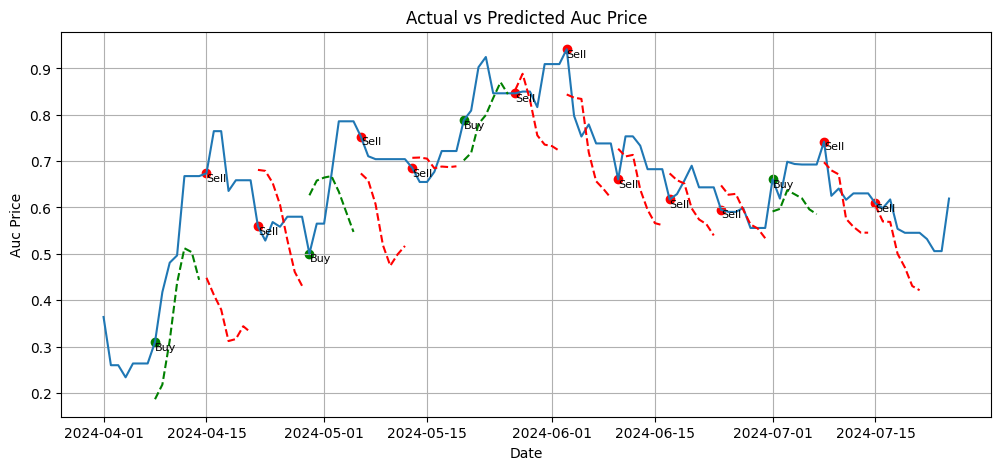 Actual vs Predicted Auc Price
Auc Price
0.9
0.8
0.7
0.6
0.5
0.4
0.3
0.2
Buy
Sell
Sell
Buy
Sell
Sell
Buy
Sell
Sell
Sell
Sell
Sell
Buy
Sell
Sell
2024-04-01 2024-04-15 2024-05-01 2024-05-15 2024-06-01 2024-06-15 2024-07-01 2024-07-15
Date